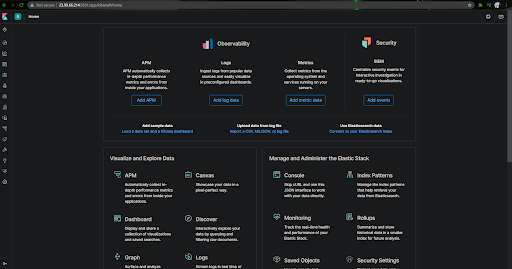 Not secure | 23.99.66.214:5601/app/kibana#/home
Home
Observability
Security
APM
APM automatically collects
in-depth performance metrics
and errors from
inside your applications.
Add APM
Logs
Ingest logs from popular
data sources and easily
visualize in preconfigured
dashboards.
Add log data
Metrics
Collect metrics from the
operating system and
services running on your
servers.
Add metric data
SIEM
Centralize security events for
interactive investigation in
ready-to-go visualizations.
Add events
Add sample data
Load a data set and a Kibana dashboard
Upload data from log file
Import a CSV, NDJSON, or log file
Use Elasticsearch data
Connect to your Elasticsearch index
Visualize and Explore Data
APM
Automatically collect
in-depth performance
metrics and errors from
inside your applications.
Canvas
Showcase your data in a
pixel-perfect way.
Dashboard
Display and share a
collection of visualizations
and saved searches.
Discover
Interactively explore your
data by querying and
filtering raw documents.
Graph
Surface and analyze
Logs
Stream logs in real time or
Manage and Administer the Elastic Stack
Console
Skip cURL and use this
JSON interface to work
with your data directly.
Index Patterns
Manage the index patterns
that help retrieve your
data from Elasticsearch.
Monitoring
Track the real-time health
and performance of your
Elastic Stack.
Rollups
Summarize and store
historical data in a smaller
index for future analysis.
Saved Objects
Security Settings